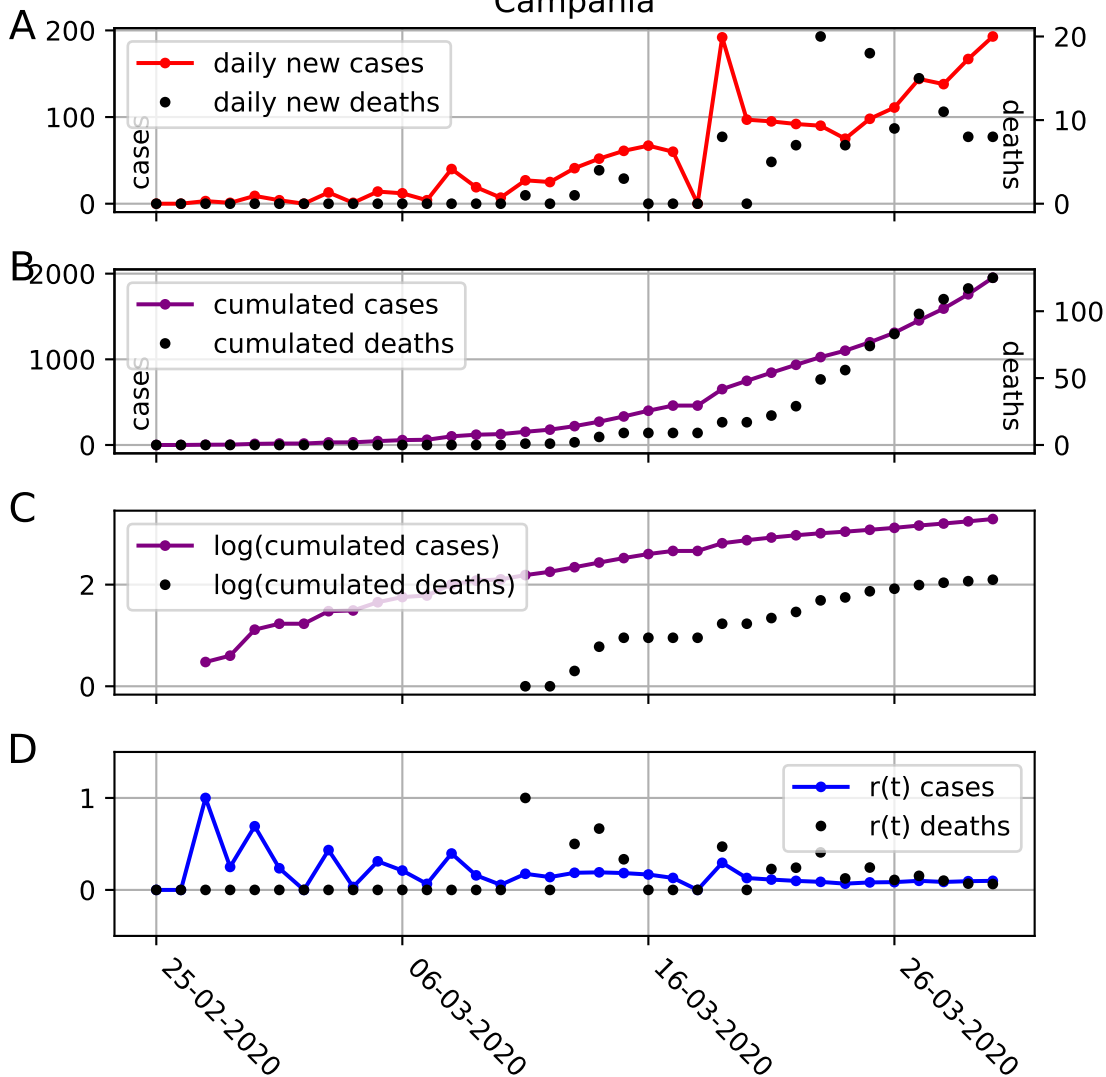 Campania
A
200
100
0
20
10
0
daily new cases
daily new deaths
cases
deaths
B
2000
1000
0
100
50
0
cumulated cases
cumulated deaths
cases
deaths
C
2
0
log(cumulated cases)
log(cumulated deaths)
D
1
0
r(t) cases
r(t) deaths
25-02-2020
06-03-2020
16-03-2020
26-03-2020